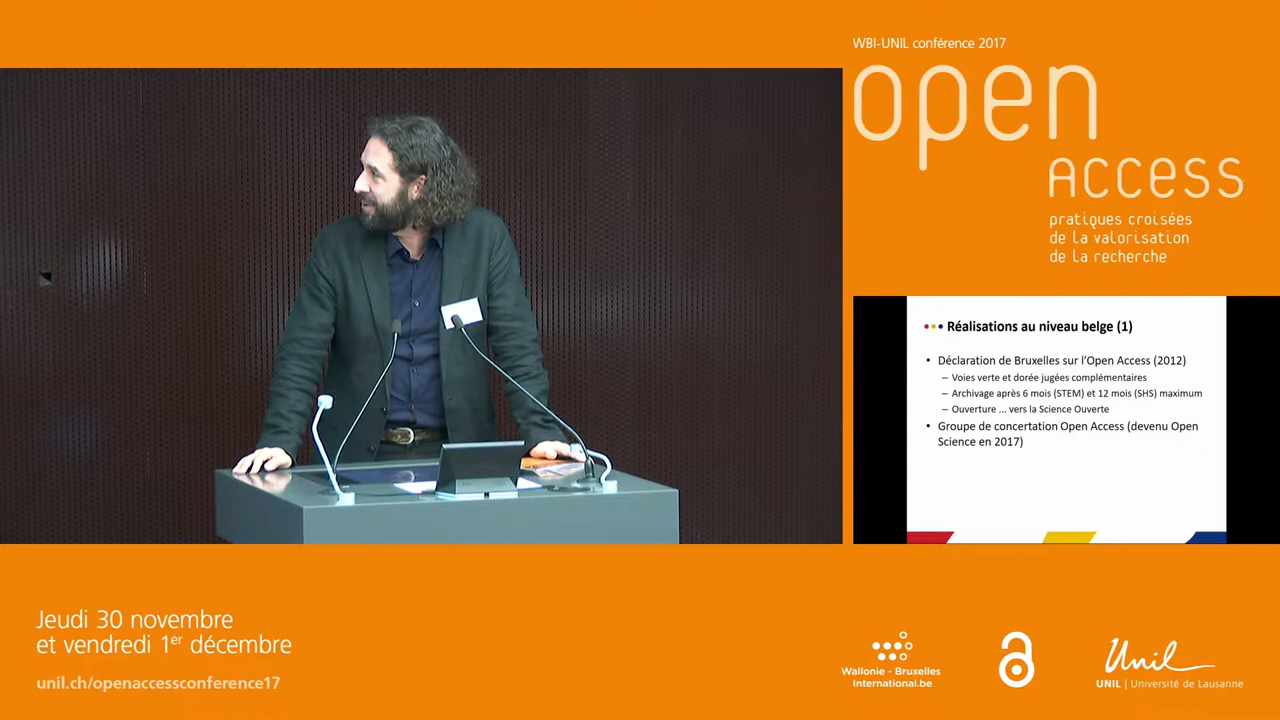 WBI-UNIL conférence 2017
open
access
pratiques croisées
de la valorisation
de la recherche
Réalisations au niveau belge (1)
• Déclaration de Bruxelles sur l'Open Access (2012)
– Voies verte et dorée jugées complémentaires
– Archivage après 6 mois (STEM) et 12 mois (SHS) maximum
– Ouverture ... vers la Science Ouverte
• Groupe de concertation Open Access (devenu Open
Science en 2017)
Jeudi 30 novembre
et vendredi 1er décembre
unil.ch/openaccessconference17
Wallonie - Bruxelles
International.be
Unil
UNIL | Université de Lausanne